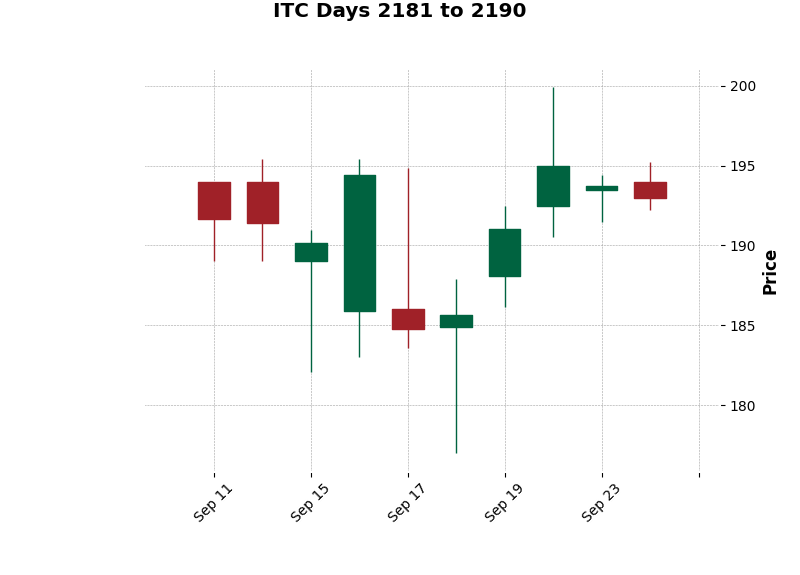 ITC Days 2181 to 2190
200
195
190
185
180
Price
Sep 11
Sep 15
Sep 17
Sep 19
Sep 23